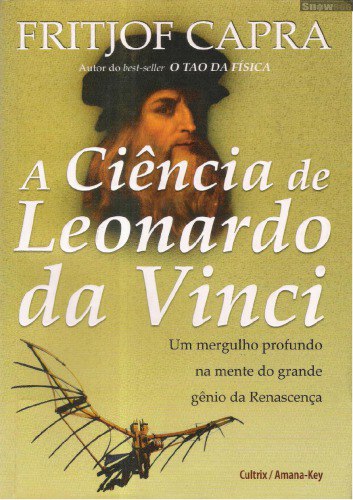 FRITJOF CAPRA
Autor do best-seller O TAO DA FÍSICA
A Ciência de
Leonardo
da Vinci
Um mergulho profundo
na mente do grande
gênio da Renascença
Cultrix / Amana-Key